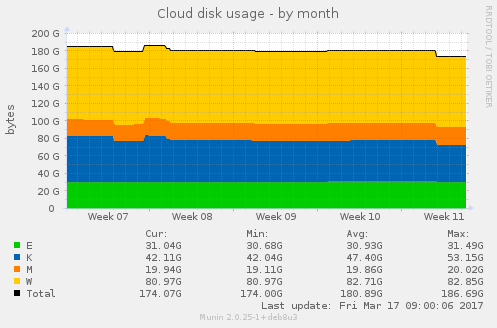 Cloud disk usage - by month
RRDTOOL / TOBI OETIKER
bytes
200 G
180 G
160 G
140 G
120 G
100 G
80 G
60 G
40 G
20 G
0
Week 07 Week 08 Week 09 Week 10 Week 11
Cur: Min: Avg: Max:
E 31.04G 30.68G 30.93G 31.49G
K 42.11G 42.04G 47.40G 53.15G
M 19.94G 19.11G 19.86G 20.02G
W 80.97G 80.97G 82.71G 82.85G
Total 174.07G 174.00G 180.89G 186.69G
Last update: Fri Mar 17 09:00:06 2017
Munin 2.0.25-1+deb8u3